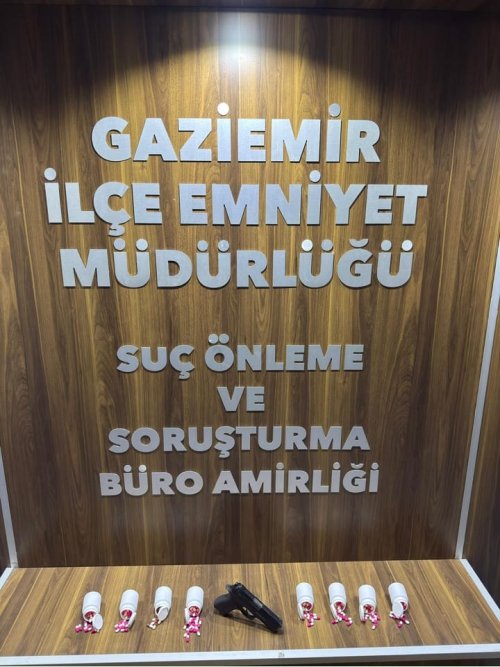 GAZİEMİR
İLÇE EMNİYET
MÜDÜRLÜĞÜ
SUÇ ÖNLEME
VE
SORUŞTURMA
BÜRO AMİRLİĞİ